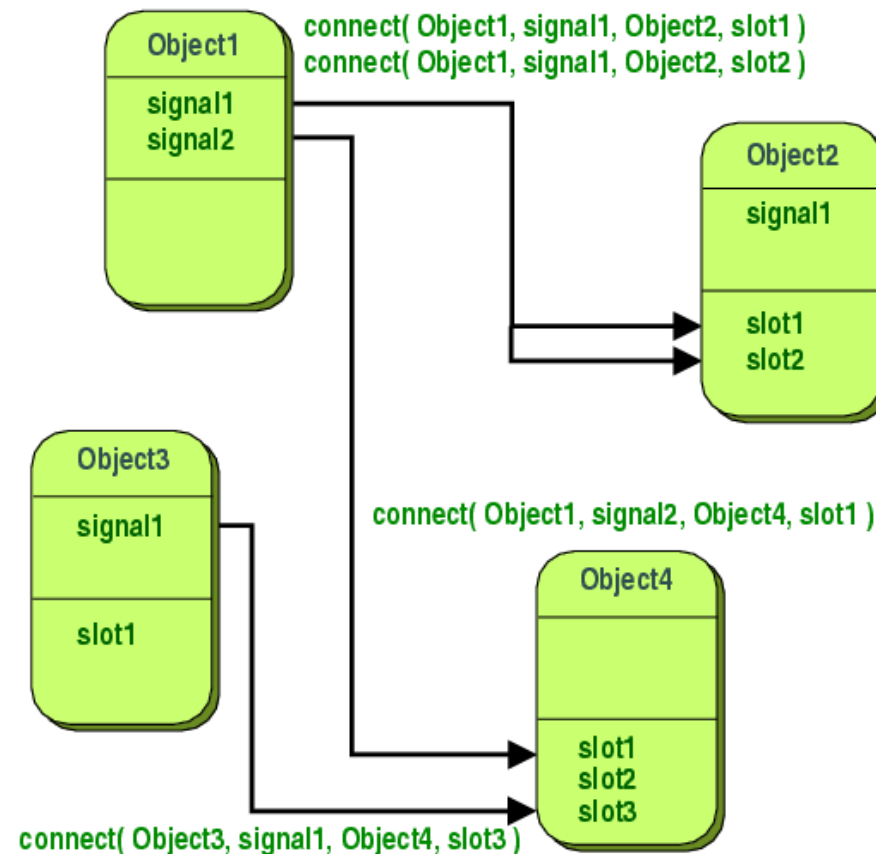 Object1
connect( Object1, signal1, Object2, slot1 )
connect( Object1, signal1, Object2, slot2 )
signal1
signal2
Object2
signal1
slot1
slot2
Object3
signal1
slot1
connect( Object1, signal2, Object4, slot1 )
Object4
slot1
slot2
slot3
connect( Object3, signal1, Object4, slot3 )